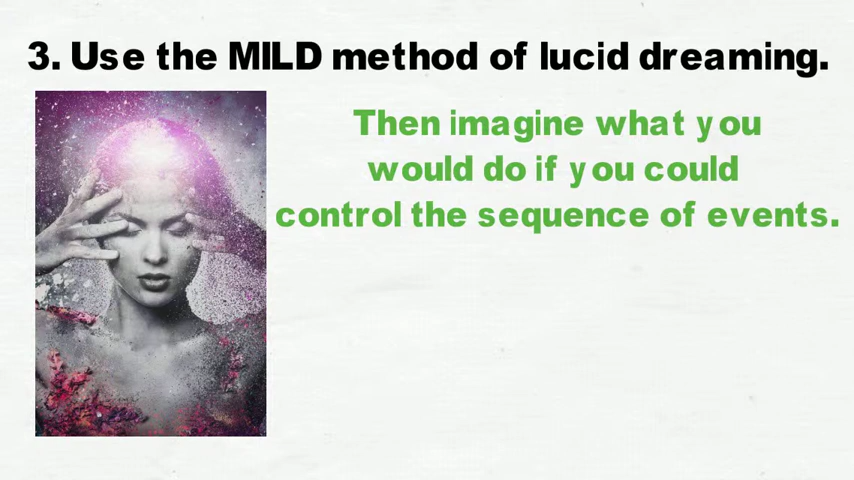 3. Use the MILD method of lucid dreaming.
Then imagine what you
would do if you could
control the sequence of events.